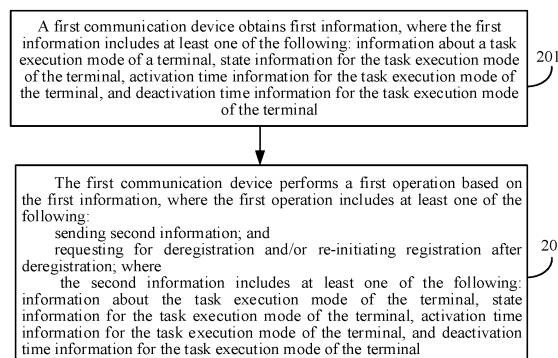 A first communication device obtains first information, where the first
information includes at least one of the following: information about a task
execution mode of a terminal, state information for the task execution mode
of the terminal, activation time information for the task execution mode of
the terminal, and deactivation time information for the task execution mode
of the terminal
201
The first communication device performs a first operation based on
the first information, where the first operation includes at least one of the
following:
sending second information; and
requesting for deregistration and/or re-initiating registration after
deregistration; where
the second information includes at least one of the following:
information about the task execution mode of the terminal, state
information for the task execution mode of the terminal, activation time
information for the task execution mode of the terminal, and deactivation
time information for the task execution mode of the terminal
20